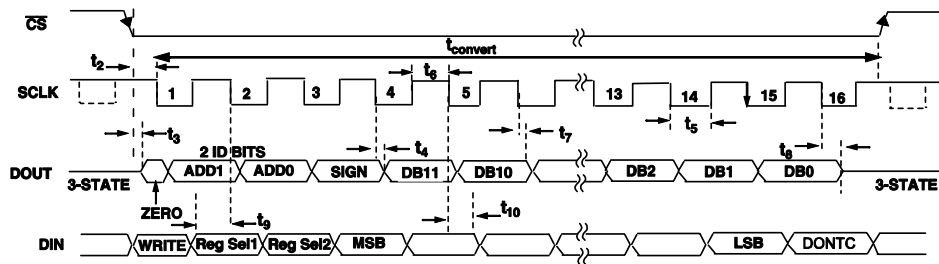 CS
tconvert
t2
t6
SCLK
1 2 3 4 5 13 14 15 16
t3
t4
t7
t5
t8
2 ID BITS
DOUT
3-STATE
ADD1 ADD0 SIGN DB11 DB10 DB2 DB1 DB0
3-STATE
ZERO
t9
t10
DIN
WRITE Reg Sel1 Reg Sel2 MSB LSB DONTC